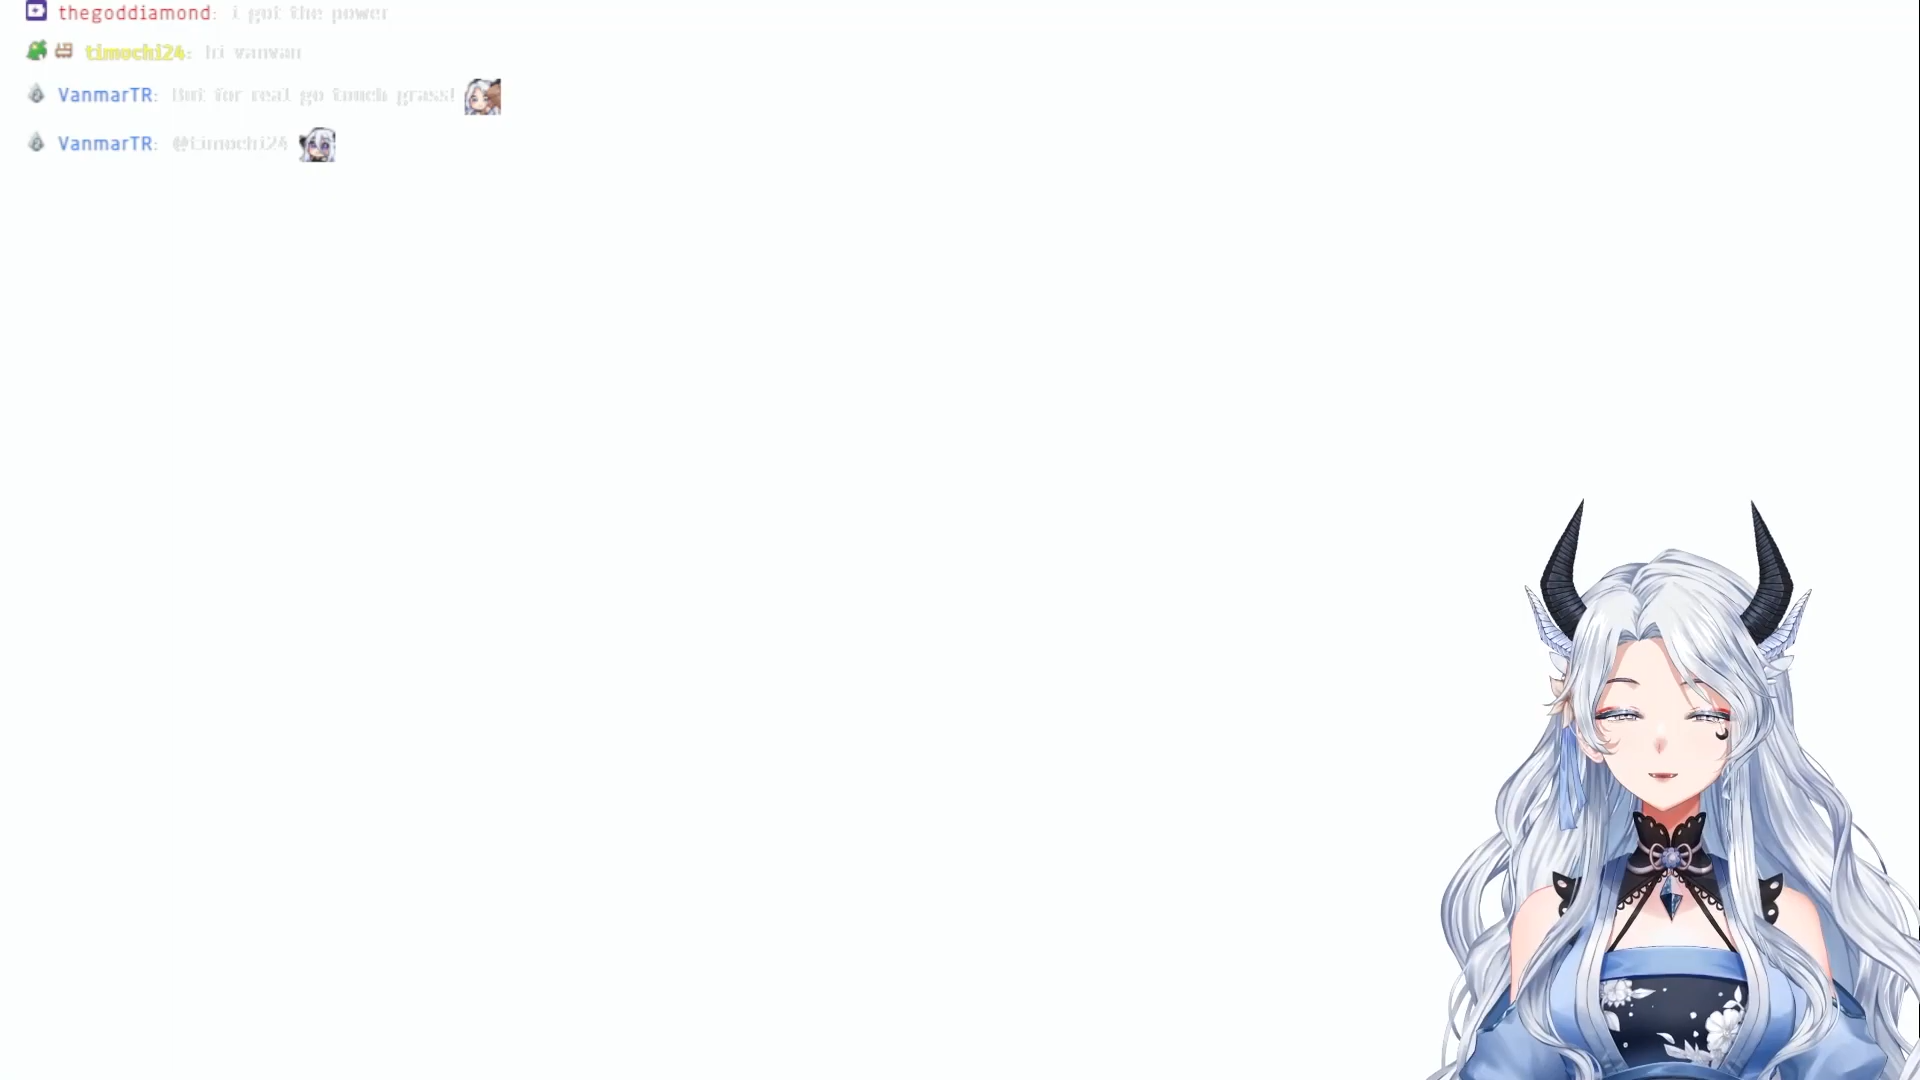 thegoddiamond: i got the power
timochi24: hi vanvan
VanmarTR: But for real go touch grass!
VanmarTR: @timochi24